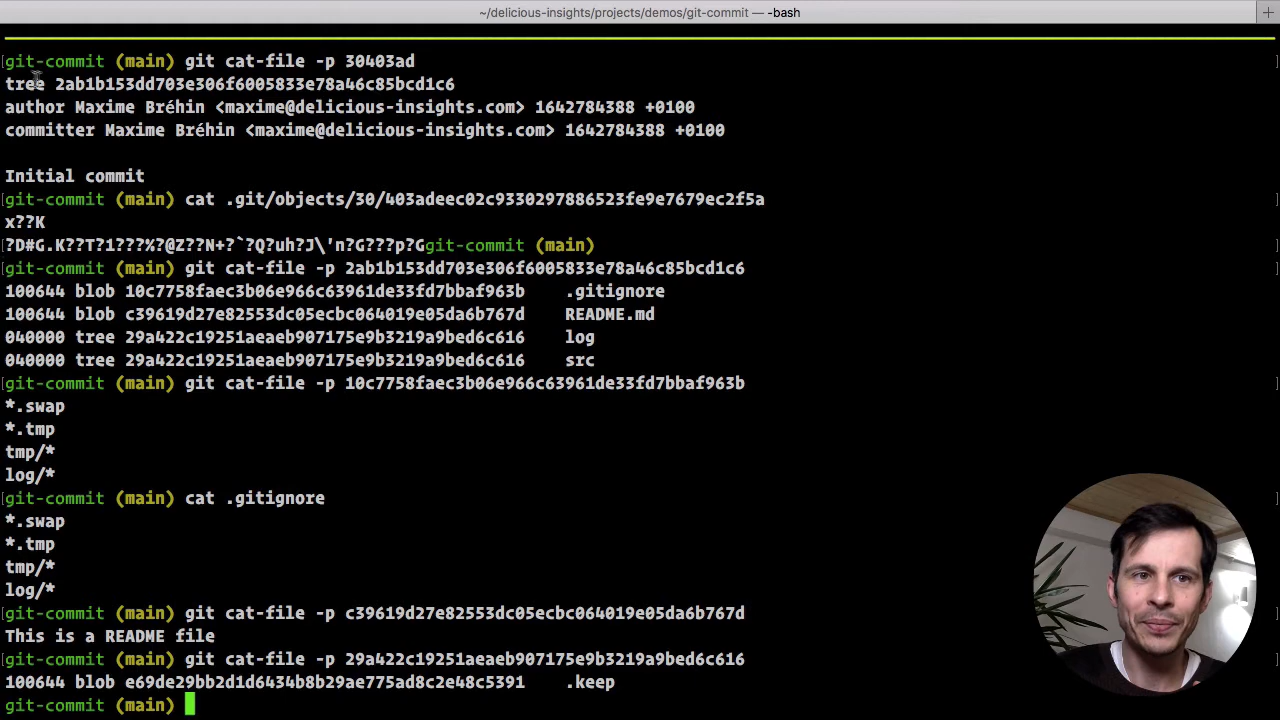 ~/delicious-insights/projects/demos/git-commit — -bash
git-commit (main) git cat-file -p 30403ad
tree 2ab1b153dd703e306f6005833e78a46c85bcd1c6
author Maxime Bréhin <maxime@delicious-insights.com> 1642784388 +0100
committer Maxime Bréhin <maxime@delicious-insights.com> 1642784388 +0100
Initial commit
git-commit (main) cat .git/objects/30/403adeec02c9330297886523fe9e7679ec2f5a
x??K
?D#G.K??T?1???%?@Z??N+?`?Q?uh?J\'n?G???p?Ggit-commit (main)
git-commit (main) git cat-file -p 2ab1b153dd703e306f6005833e78a46c85bcd1c6
100644 blob 10c7758faec3b06e966c63961de33fd7bbaf963b    .gitignore
100644 blob c39619d27e82553dc05ecbc064019e05da6b767d    README.md
040000 tree 29a422c19251aeaeb907175e9b3219a9bed6c616    log
040000 tree 29a422c19251aeaeb907175e9b3219a9bed6c616    src
git-commit (main) git cat-file -p 10c7758faec3b06e966c63961de33fd7bbaf963b
*.swap
*.tmp
tmp/*
log/*
git-commit (main) cat .gitignore
*.swap
*.tmp
tmp/*
log/*
git-commit (main) git cat-file -p c39619d27e82553dc05ecbc064019e05da6b767d
This is a README file
git-commit (main) git cat-file -p 29a422c19251aeaeb907175e9b3219a9bed6c616
100644 blob e69de29bb2d1d6434b8b29ae775ad8c2e48c5391    .keep
git-commit (main)